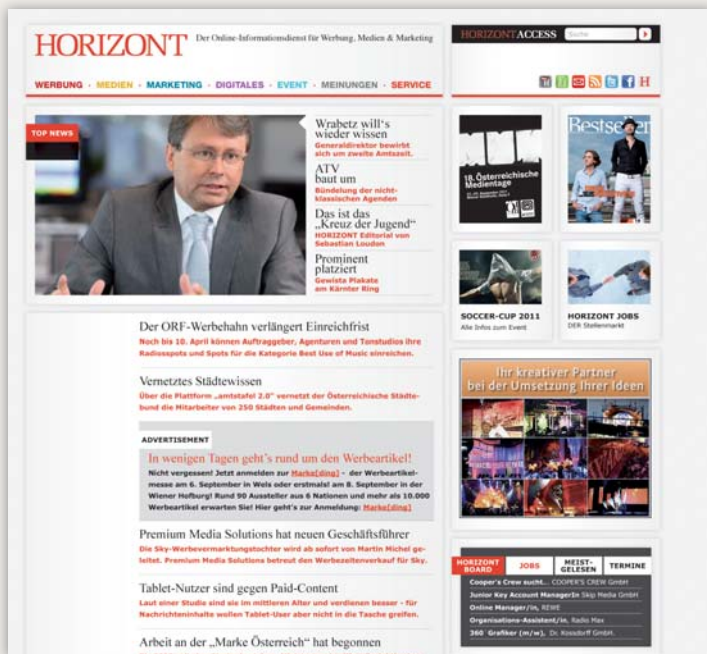 HORIZONT
Der Online-Informationsdienst für Werbung, Medien & Marketing
WERBUNG · MEDIEN · MARKETING · DIGITALES · EVENT · MEINUNGEN · SERVICE
HORIZONTACCESS
Suche
TOP NEWS
Wrabetz will's
wieder wissen
Generaldirektor bewirbt
sich um zweite Amtszeit.
ATV
baut um
Bündelung der nicht-
klassischen Agenden
Das ist das
„Kreuz der Jugend“
HORIZONT Editorial von
Sebastian Loudon
Prominent
platziert
Gewista Plakate
am Kärnter Ring
18. Österreichische
Medientage
Bestseller
SOCCER-CUP 2011
Alle Infos zum Event
HORIZONT JOBS
DER Stellenmarkt
Der ORF-Werbehahn verlängert Einreichfrist
Noch bis 10. April können Auftraggeber, Agenturen und Tonstudios ihre
Radiosspots und Spots für die Kategorie Best Use of Music einreichen.
Vernetztes Städtewissen
Über die Plattform „amtstafel 2.0“ vernetzt der Österreichische Städte-
bund die Mitarbeiter von 250 Städten und Gemeinden.
ADVERTISEMENT
In wenigen Tagen geht's rund um den Werbeartikel!
Nicht vergessen! Jetzt anmelden zur Marke[ding] - der Werbeartikel-
messe am 6. September in Wels oder erstmals! am 8. September in der
Wiener Hofburg! Rund 90 Aussteller aus 6 Nationen und mehr als 10.000
Werbeartikel erwarten Sie! Hier geht's zur Anmeldung: Marke[ding]
Premium Media Solutions hat neuen Geschäftsführer
Die Sky-Werbevermarktungstochter wird ab sofort von Martin Michel ge-
leitet. Premium Media Solutions betreut den Werbezeitenverkauf für Sky.
Tablet-Nutzer sind gegen Paid-Content
Laut einer Studie sind sie im mittleren Alter und verdienen besser - für
Nachrichteninhalte wollen Tablet-User aber nicht in die Tasche greifen.
Arbeit an der „Marke Österreich“ hat begonnen
Ihr kreativer Partner
bei der Umsetzung Ihrer Ideen
HORIZONT
BOARD
JOBS
MEIST-
GELESEN
TERMINE
Cooper's Crew sucht... COOPER'S CREW GmbH
Junior Key Account ManagerIn Skip Media GmbH
Online Manager/in, REWE
Organisations-Assistent/in, Radio Max
360° Grafiker (m/w), Dr. Kossdorff GmbH.